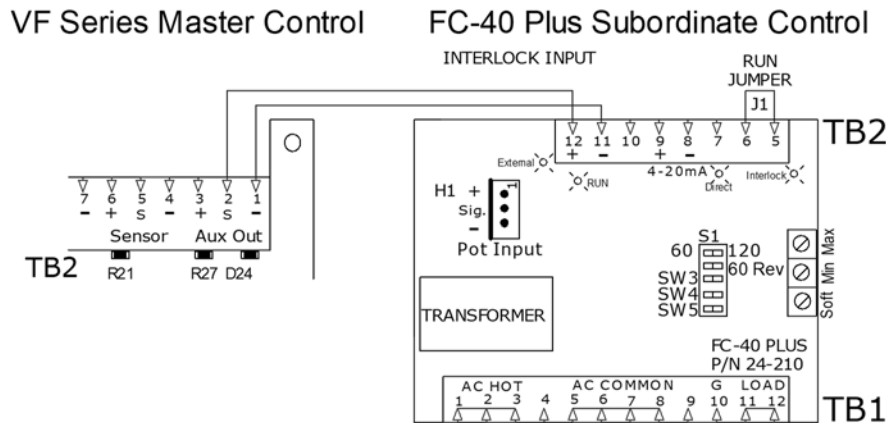 VF Series Master Control
FC-40 Plus Subordinate Control
INTERLOCK INPUT
RUN
JUMPER
J1
TB2
12 11 10 9 8 7 6 5
+ - + -
4-20mA
External
RUN
Direct
Interlock
7 6 5 4 3 2 1
- + S - + S -
Sensor Aux Out
TB2
R21 R27 D24
H1 +
Sig.
-
1
Pot Input
S1
60 120
60 Rev
SW3
SW4
SW5
Soft Min Max
TRANSFORMER
FC-40 PLUS
P/N 24-210
AC HOT AC COMMON G LOAD
1 2 3 4 5 6 7 8 9 10 11 12
TB1